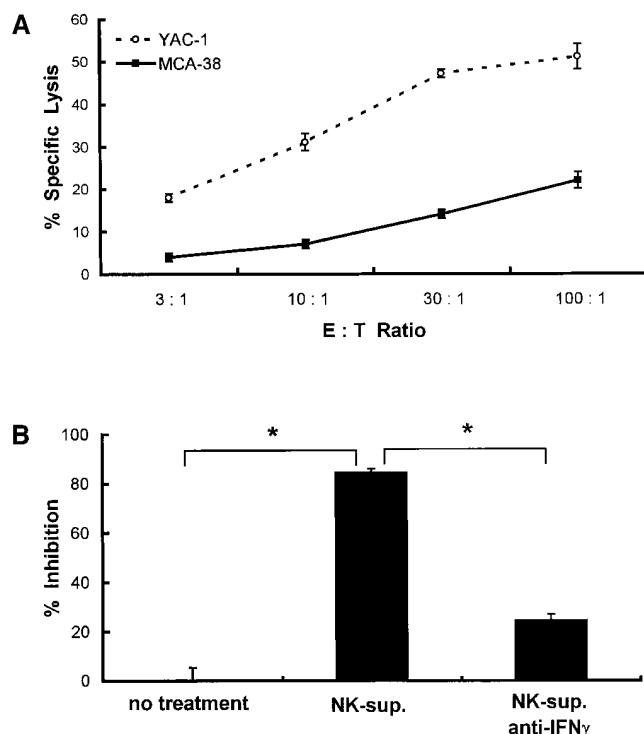 A
YAC-1
MCA-38
% Specific Lysis
60
50
40
30
20
10
0
3 : 1
10 : 1
30 : 1
100 : 1
E : T Ratio
B
% Inhibition
100
80
60
40
20
0
*
*
no treatment
NK-sup.
NK-sup.
anti-IFNγ